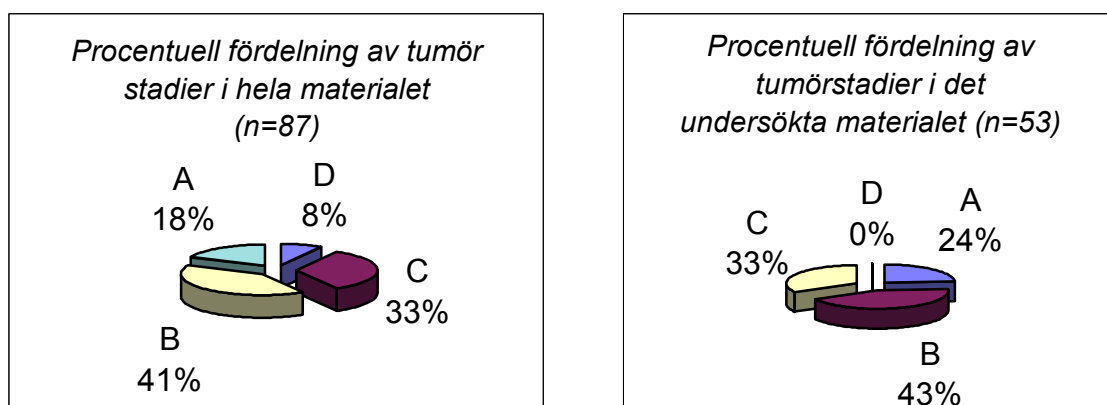 Procentuell fördelning av tumör
stadier i hela materialet
(n=87)
A
18%
D
8%
C
33%
B
41%
Procentuell fördelning av
tumörstadier i det
undersökta materialet (n=53)
D
0%
A
24%
C
33%
B
43%